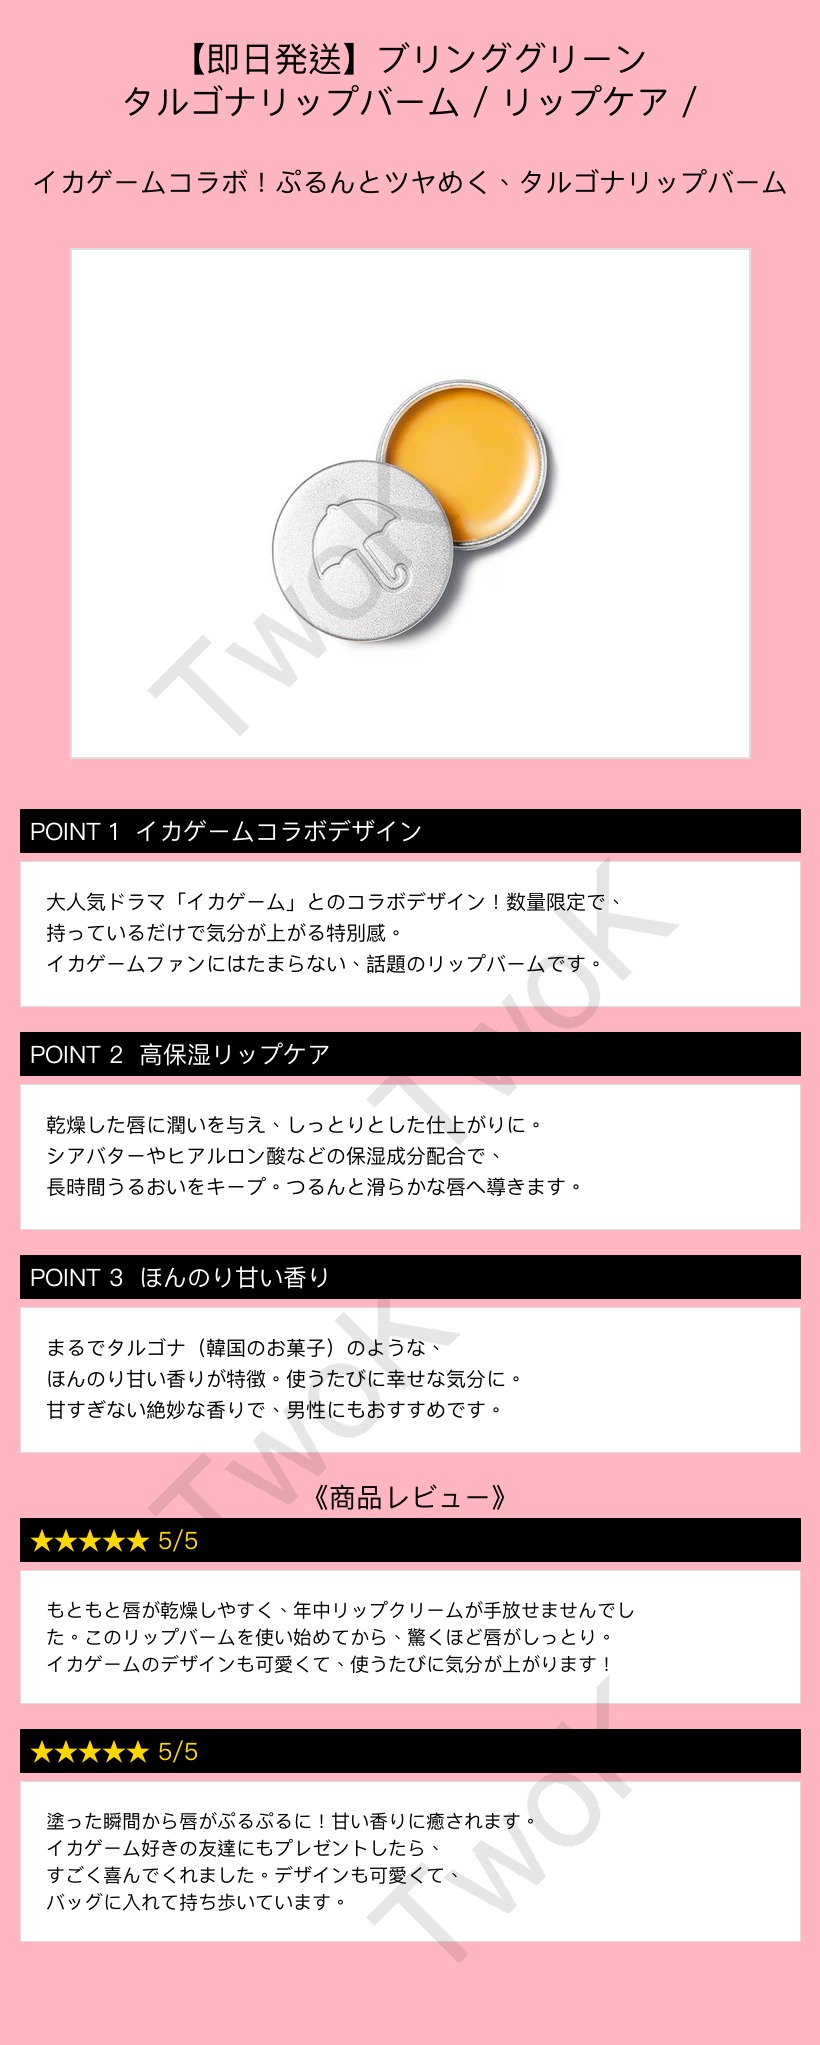 【即日発送】ブリンググリーン
タルゴナリップバーム / リップケア /
イカゲームコラボ！ぷるんとツヤめく、タルゴナリップバーム
TwoK
POINT 1 イカゲームコラボデザイン
大人気ドラマ「イカゲーム」とのコラボデザイン！数量限定で、
持っているだけで気分が上がる特別感。
イカゲームファンにはたまらない、話題のリップバームです。
TwoK
POINT 2 高保湿リップケア
乾燥した唇に潤いを与え、しっとりとした仕上がりに。
シアバターやヒアルロン酸などの保湿成分配合で、
長時間うるおいをキープ。つるんと滑らかな唇へ導きます。
POINT 3 ほんのり甘い香り
まるでタルゴナ（韓国のお菓子）のような、
ほんのり甘い香りが特徴。使うたびに幸せな気分に。
甘すぎない絶妙な香りで、男性にもおすすめです。
TwoK
《商品レビュー》
★★★★★ 5/5
もともと唇が乾燥しやすく、年中リップクリームが手放せませんでし
た。このリップバームを使い始めてから、驚くほど唇がしっとり。
イカゲームのデザインも可愛くて、使うたびに気分が上がります！
★★★★★ 5/5
塗った瞬間から唇がぷるぷるに！甘い香りに癒されます。
イカゲーム好きの友達にもプレゼントしたら、
すごく喜んでくれました。デザインも可愛くて、
バッグに入れて持ち歩いています。
TwoK